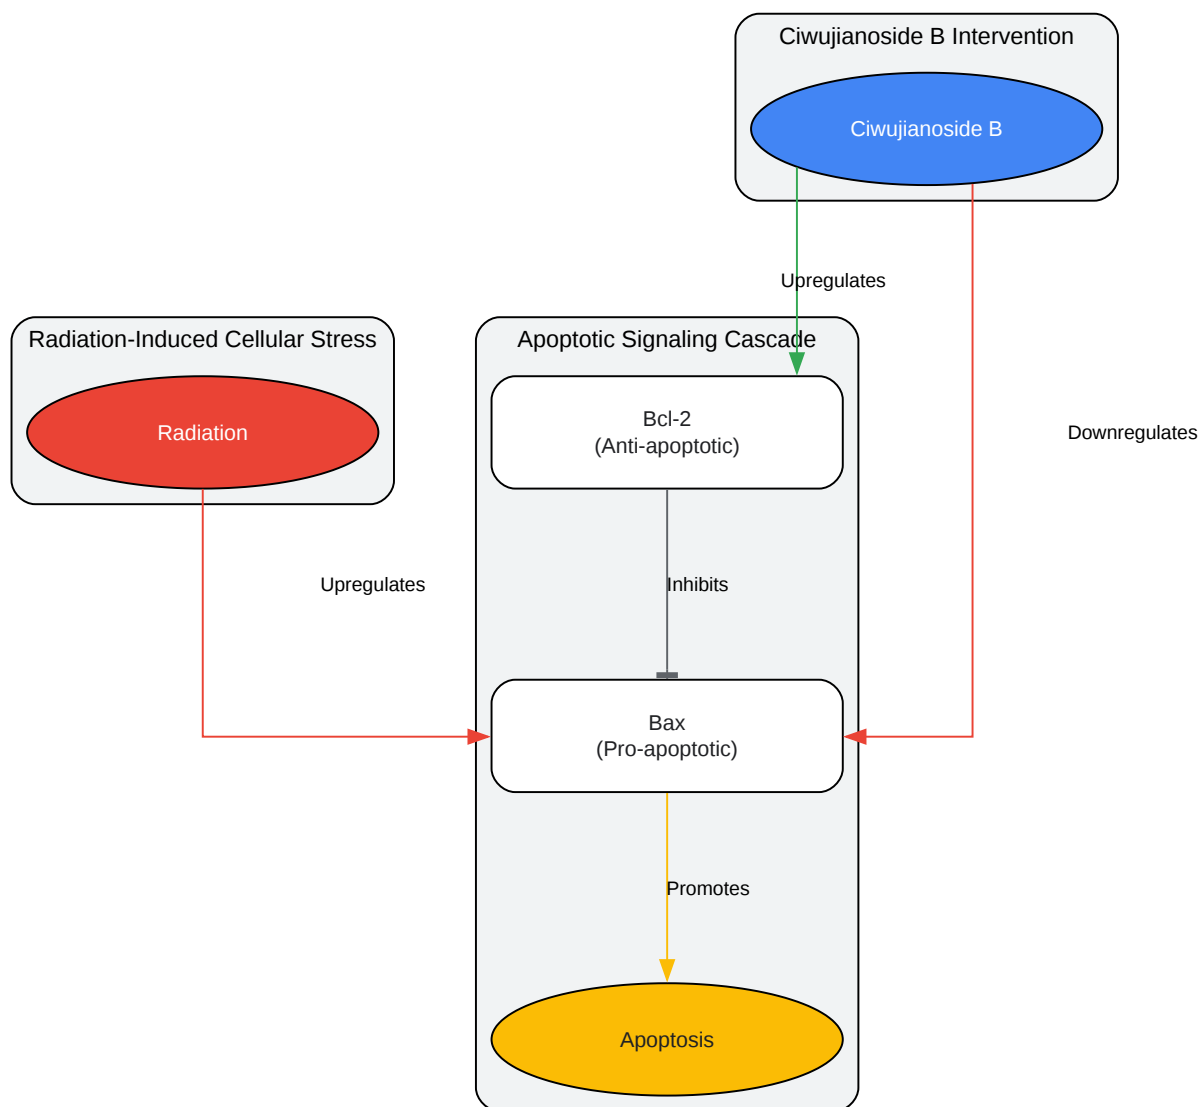 Ciwujianoside B Intervention
Ciwujianoside B
Upregulates
Radiation-Induced Cellular Stress
Radiation
Apoptotic Signaling Cascade
Bcl-2
(Anti-apoptotic)
Downregulates
Upregulates
Inhibits
Bax
(Pro-apoptotic)
Promotes
Apoptosis